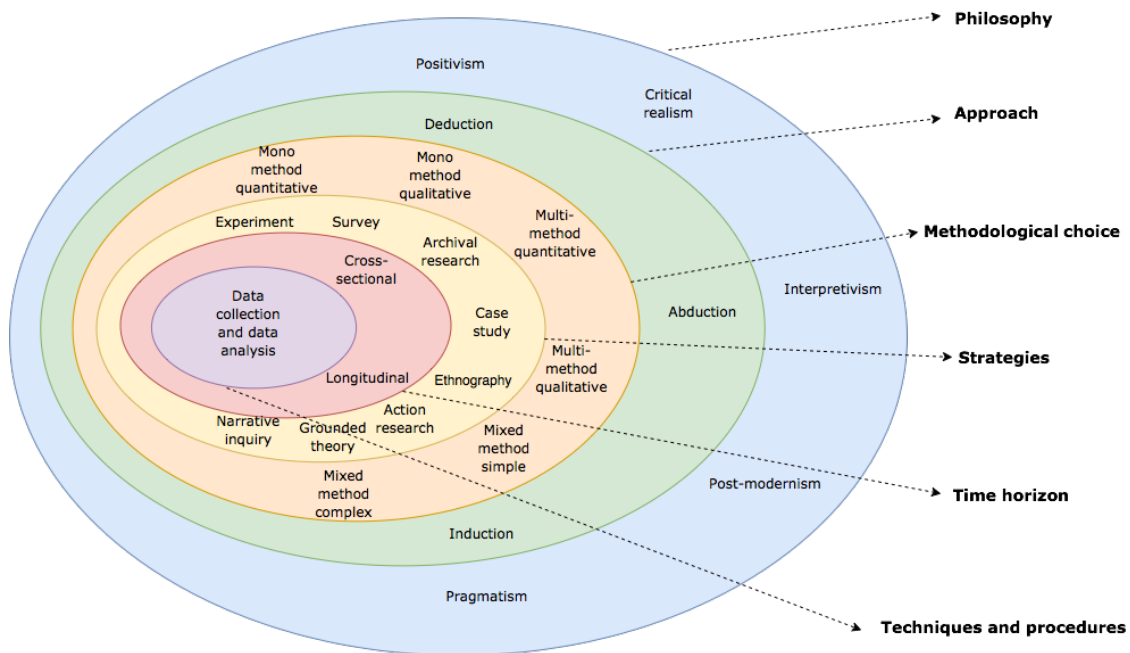 Philosophy
Positivism
Critical
realism
Approach
Deduction
Mono
method
quantitative
Mono
method
qualitative
Multi-
method
quantitative
Methodological choice
Experiment
Survey
Archival
research
Cross-
sectional
Interpretivism
Data
collection
and data
analysis
Case
study
Abduction
Strategies
Multi-
method
qualitative
Longitudinal
Ethnography
Action
research
Narrative
inquiry
Grounded
theory
Mixed
method
simple
Mixed
method
complex
Post-modernism
Time horizon
Induction
Pragmatism
Techniques and procedures